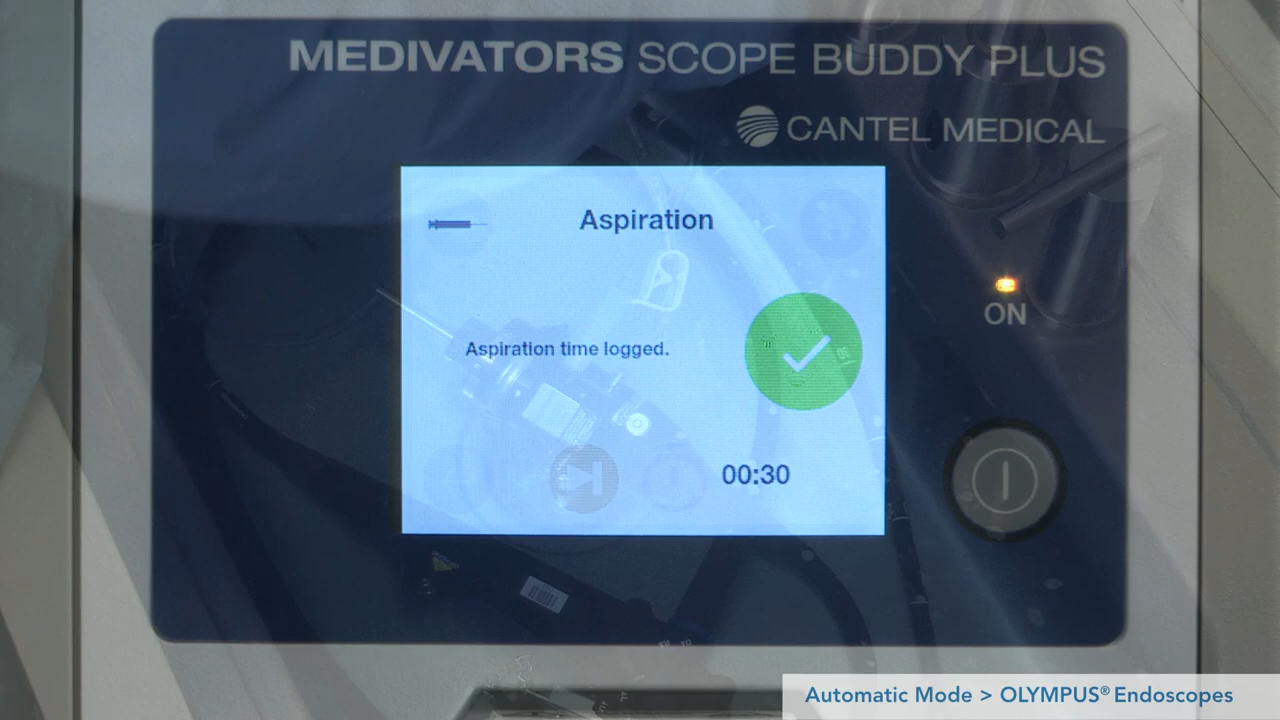 MEDIVATORS SCOPE BUDDY PLUS
CANTEL MEDICAL
Aspiration
Aspiration time logged.
ON
00:30
Automatic Mode > OLYMPUS® Endoscopes